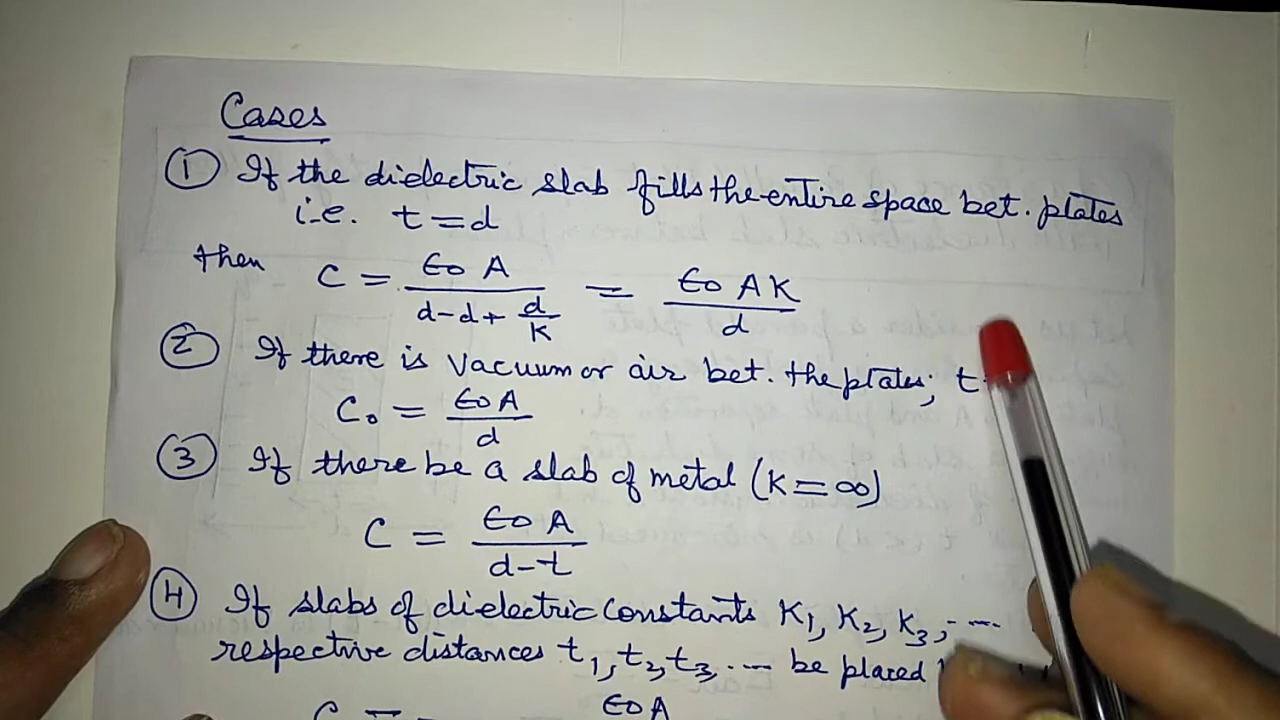 Cases
① If the dielectric slab fills the entire space bet. plates
i.e. t = d
then C = ϵ0 A / (d-d+ d/K) = ϵ0 AK / d
② If there is vacuum or air bet. the plates; t
C0 = ϵ0 A / d
③ If there be a slab of metal (K = ∞)
C = ϵ0 A / (d-t)
④ If slabs of dielectric constants K1, K2, K3, ---
respective distances t1, t2, t3, --- be placed
C = ϵ0 A